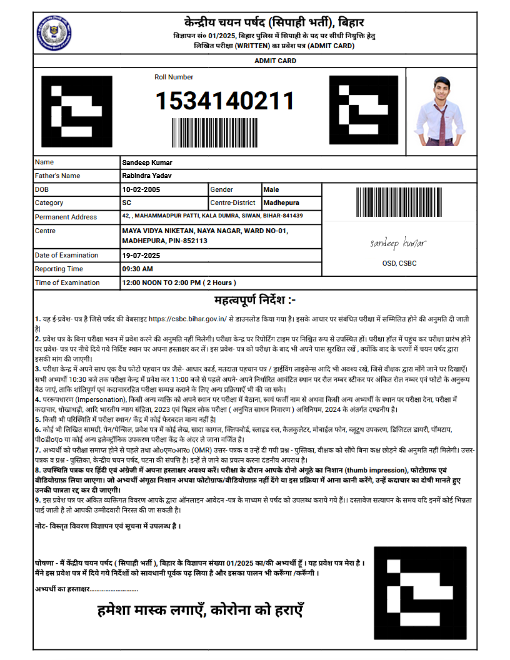 केन्द्रीय चयन पर्षद (सिपाही भर्ती), बिहार
विज्ञापन सं० 01/2025, बिहार पुलिस में सिपाही के पद पर सीधी नियुक्ति हेतु
लिखित परीक्षा (WRITTEN) का प्रवेश पत्र (ADMIT CARD)
ADMIT CARD
Roll Number
1534140211
Name Sandeep Kumar
Father's Name Rabindra Yadav
DOB 10-02-2005 Gender Male
Category SC Centre-District Madhepura
Permanent Address 42, , MAHAMMADPUR PATTI, KALA DUMRA, SIWAN, BIHAR-841439
Centre MAYA VIDYA NIKETAN, NAYA NAGAR, WARD NO-01,
MADHEPURA, PIN-852113
sandeep kumar
OSD, CSBC
Date of Examination 19-07-2025
Reporting Time 09:30 AM
Time of Examination 12:00 NOON TO 2:00 PM ( 2 Hours )
महत्वपूर्ण निर्देश :-
1. यह ई-प्रवेश- पत्र है जिसे पर्षद की वेबसाइट https://csbc.bihar.gov.in/ से डाउनलोड किया गया है। इसके आधार पर संबंधित परीक्षा में सम्मिलित होने की अनुमति दी जाती
है।
2. प्रवेश पत्र के बिना परीक्षा भवन में प्रवेश करने की अनुमति नहीं मिलेगी। परीक्षा केंद्र पर रिपोर्टिंग टाइम पर निश्चित रूप से उपस्थित हों। परीक्षा हॉल में पहुंच कर परीक्षा प्रारंभ होने
पर प्रवेश- पत्र पर नीचे दिये गये निर्दिष्ट स्थान पर अपना हस्ताक्षर कर लें। इस प्रवेश- पत्र को परीक्षा के बाद भी अपने पास सुरक्षित रखें , क्योंकि बाद के चरणों में चयन पर्षद द्वारा
इसकी मांग की जाएगी।
3. परीक्षा केन्द्र में अपने साथ एक वैध फोटो पहचान पत्र जैसे- आधार कार्ड, मतदाता पहचान पत्र / ड्राईविंग लाइसेन्स आदि भी अवश्य रखें, जिसे वीक्षक द्वारा माँगे जाने पर दिखाएँ।
सभी अभ्यर्थी 10:30 बजे तक परीक्षा केन्द्र में प्रवेश कर 11:00 बजे से पहले अपने- अपने निर्धारित आवंटित स्थान पर रोल नम्बर स्टीकर पर अंकित रोल नम्बर एवं फोटो के अनुरूप
बैठ जाएं, ताकि शांतिपूर्ण एवं कदाचाररहित परीक्षा सम्पन्न कराने के लिए अन्य प्रक्रियाएँ भी की जा सके।
4. पररूपधारण (Impersonation), किसी अन्य व्यक्ति को अपने स्थान पर परीक्षा में बैठाना, स्वयं फर्जी नाम से अथवा किसी अन्य अभ्यर्थी के स्थान पर परीक्षा देना, परीक्षा में
कदाचार, धोखाधड़ी, आदि भारतीय न्याय संहिता, 2023 एवं बिहार लोक परीक्षा ( अनुचित साधन निवारण ) अधिनियम, 2024 के अंतर्गत दण्डनीय है।
5. किसी भी परिस्थिति में परीक्षा स्थान/ केंद्र में कोई फेरबदल मान्य नहीं है।
6. कोई भी लिखित सामग्री, पेन/पेन्सिल, प्रवेश पत्र में कोई लेख, सादा कागज, क्लिपबोर्ड, स्लाइड रूल, कैलकुलेटर, मोबाईल फोन, ब्लूटूथ उपकरण, डिजिटल डायरी, पॉमटाप,
पी०डी०ए० या कोई अन्य इलेक्ट्रॉनिक उपकरण परीक्षा केंद्र के अंदर ले जाना वर्जित है।
7. अभ्यर्थी को परीक्षा समाप्त होने से पहले तथा ओ०एम०आर० (OMR) उत्तर- पत्रक व उन्हें दी गयी प्रश्न - पुस्तिका, वीक्षक को सौंपे बिना कक्ष छोड़ने की अनुमति नहीं मिलेगी। उत्तर-
पत्रक व प्रश्न - पुस्तिका, केन्द्रीय चयन पर्षद, पटना की संपत्ति है। इन्हें ले जाने का प्रयत्न करना दंडनीय अपराध है।
8. उपस्थिति पत्रक पर हिंदी एवं अंग्रेजी में अपना हस्ताक्षर अवश्य करें। परीक्षा के दौरान आपके दोनो अंगूठे का निशान (thumb impression), फोटोग्राफ एवं
वीडियोग्राफ लिया जाएगा। जो अभ्यर्थी अंगूठा निशान अथवा फोटोग्राफ/वीडियोग्राफ नहीं देंगे या इस प्रक्रिया में आना कानी करेंगे, उन्हें कदाचार का दोषी मानते हुए
उनकी पात्रता रद्द कर दी जाएगी।
9. इस प्रवेश पत्र पर अंकित व्यक्तिगत विवरण आपके द्वारा ऑनलाइन आवेदन -पत्र के माध्यम से पर्षद को उपलब्ध कराये गये हैं।। दस्तावेज सत्यापन के समय यदि इनमें कोई भिन्नता
पाई जाती है तो आपकी उम्मीदवारी निरस्त की जा सकती है।
नोट- विस्तृत विवरण विज्ञापन एवं सूचना में उपलब्ध है ।
घोषणा - मैं केन्द्रीय चयन पर्षद ( सिपाही भर्ती ), बिहार के विज्ञापन संख्या 01/2025 का/की अभ्यर्थी हूँ । यह प्रवेश पत्र मेरा है ।
मैंने इस प्रवेश पत्र में दिये गये निर्देशों को सावधानी पूर्वक पढ़ लिया है और इसका पालन भी करूँगा /करूँगी ।
अभ्यर्थी का हस्ताक्षर........................
हमेशा मास्क लगाएँ, कोरोना को हराएँ